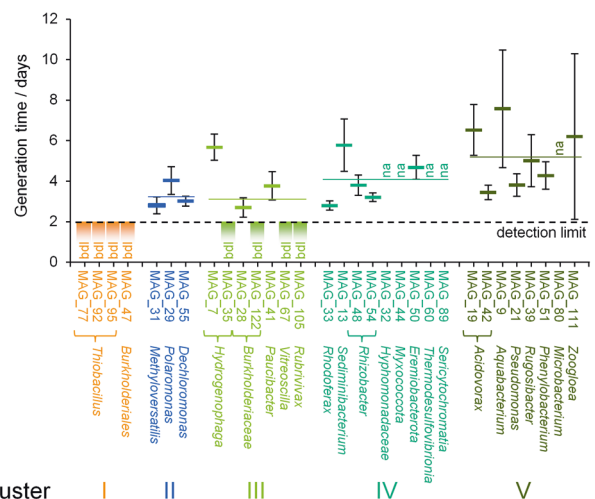 Generation time / days
12
10
8
6
4
2
0
bdl bdl bdl bdl bdl bdl bdl bdl
na na na na na na
detection limit
MAG_77 MAG_92 MAG_95 MAG_47 MAG_31 MAG_29 MAG_55 MAG_7 MAG_35 MAG_28 MAG_122 MAG_41 MAG_67 MAG_105 MAG_33 MAG_13 MAG_48 MAG_54 MAG_32 MAG_44 MAG_50 MAG_60 MAG_89 MAG_19 MAG_42 MAG_9 MAG_21 MAG_39 MAG_51 MAG_80 MAG_111
Thiobacillus Burkholderiales Methyloversatilis Polaromonas Dechloromonas Hydrogenophaga Burkholderiaceae Paucibacter Vitreoscilla Rubrivivax Rhodoferax Sediminibacterium Rhizobacter Hyphomonadaceae Myxococcota Eremiobacterota Thermodesulfovibrionia Sericytochromatia Acidovorax Aquabacterium Pseudomonas Rugosibacter Phenylobacterium Microbacterium Zoogloea
uster I II III IV V